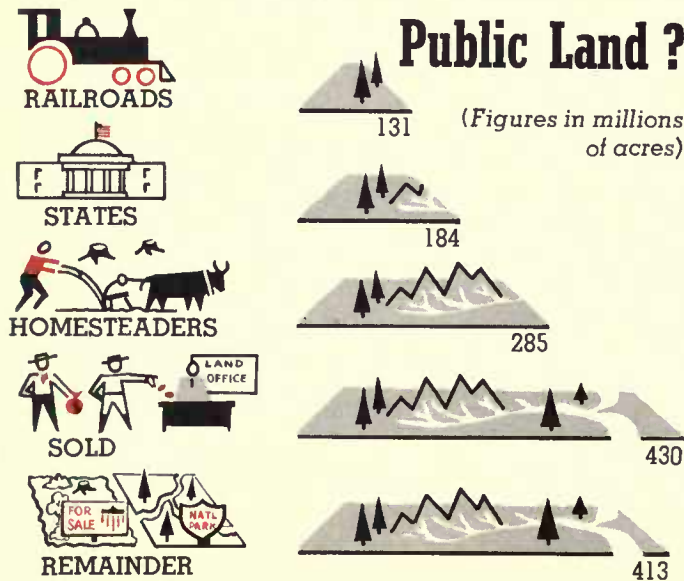 Public Land ?
(Figures in millions
of acres)
RAILROADS
131
STATES
184
HOMESTEADERS
285
LAND
OFFICE
SOLD
430
FOR
SALE
NATL
PARK
REMAINDER
413